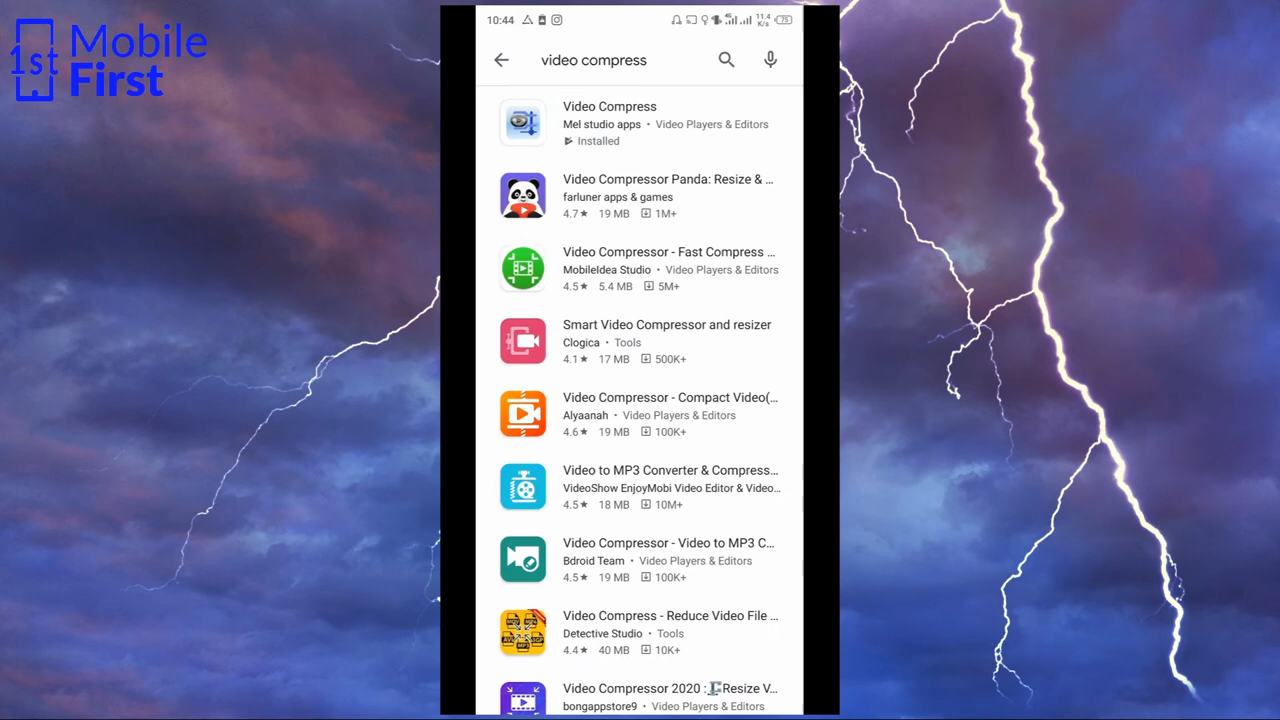 Mobile
1st
First
10:44
11.4
K/s
75
video compress
Video Compress
Mel studio apps • Video Players & Editors
Installed
Video Compressor Panda: Resize & ...
farluner apps & games
4.7★ 19 MB 1M+
Video Compressor - Fast Compress ...
MobileIdea Studio • Video Players & Editors
4.5★ 5.4 MB 5M+
Smart Video Compressor and resizer
Clogica • Tools
4.1★ 17 MB 500K+
Video Compressor - Compact Video(...
Alyaanah • Video Players & Editors
4.6★ 19 MB 100K+
Video to MP3 Converter & Compress...
VideoShow EnjoyMobi Video Editor & Video...
4.5★ 18 MB 10M+
Video Compressor - Video to MP3 C...
Bdroid Team • Video Players & Editors
4.5★ 19 MB 100K+
Video Compress - Reduce Video File ...
Detective Studio • Tools
4.4★ 40 MB 10K+
Video Compressor 2020 :🗜Resize V...
bongappstore9 • Video Players & Editors